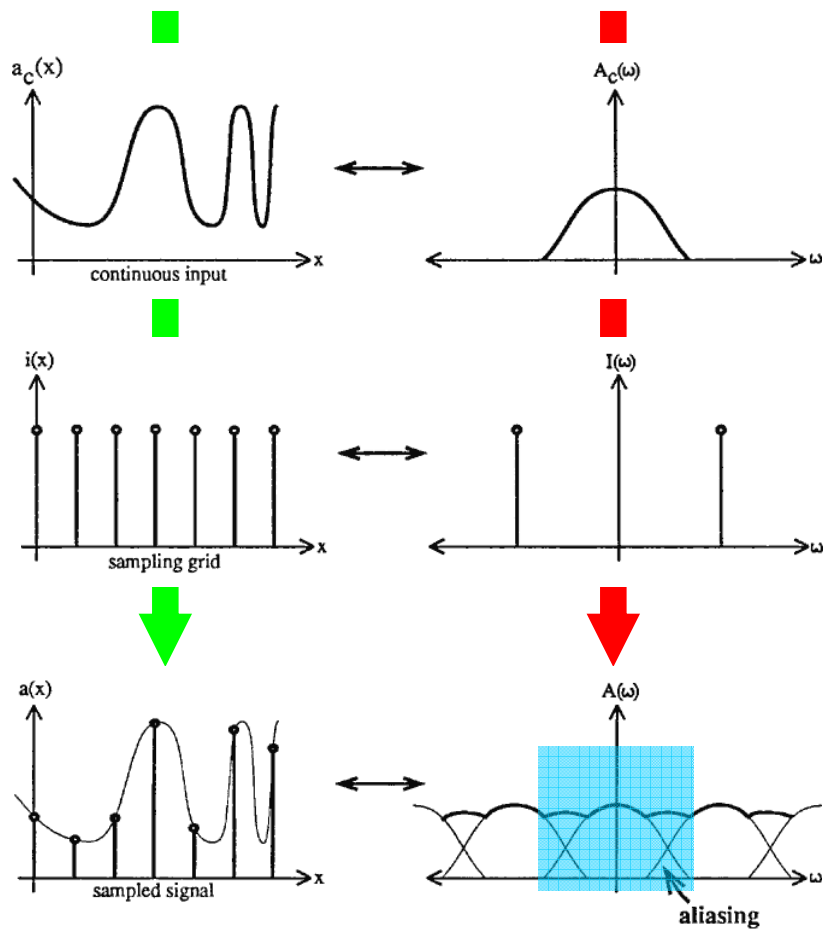 a_c(x)
A_c(ω)
x
ω
continuous input
i(x)
I(ω)
x
ω
sampling grid
a(x)
A(ω)
x
ω
sampled signal
aliasing